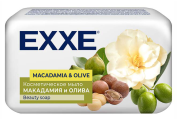 EXXE
MACADAMIA & OLIVE
Косметическое мыло
МАКАДАМИЯ И ОЛИВА
Beauty soap